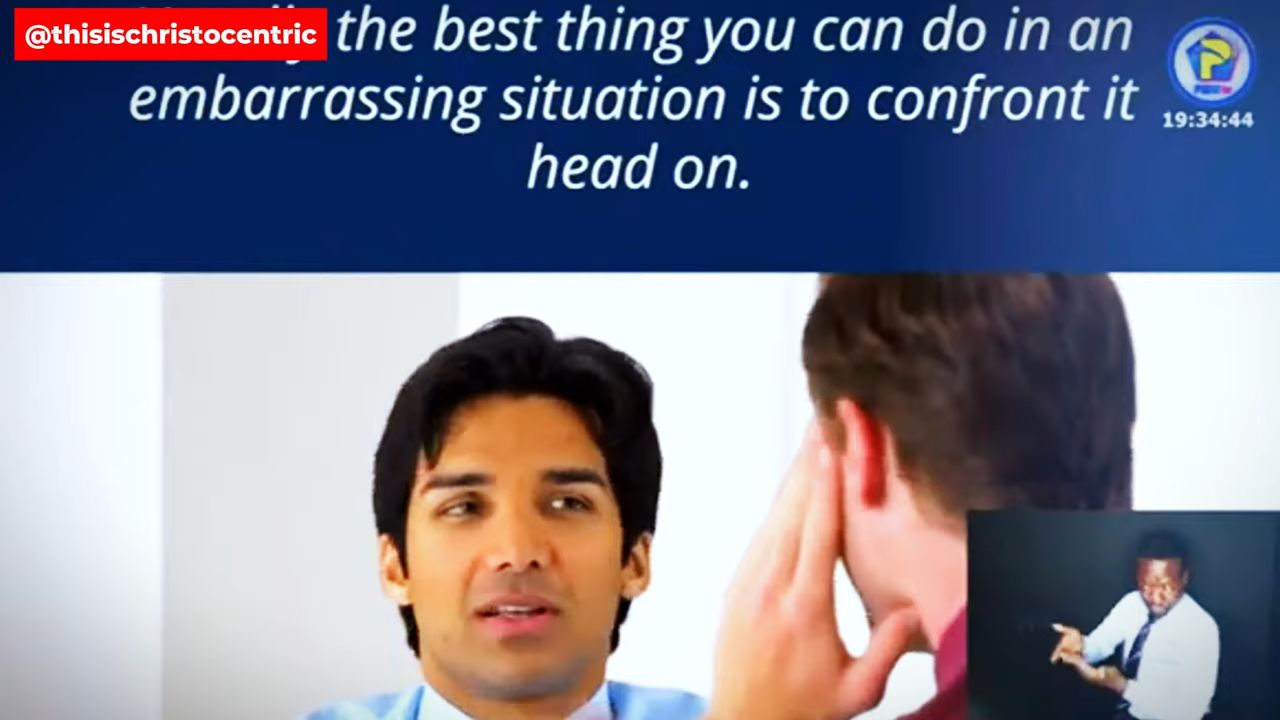 @thisischristocentric
the best thing you can do in an
embarrassing situation is to confront it
head on.
P
19:34:44